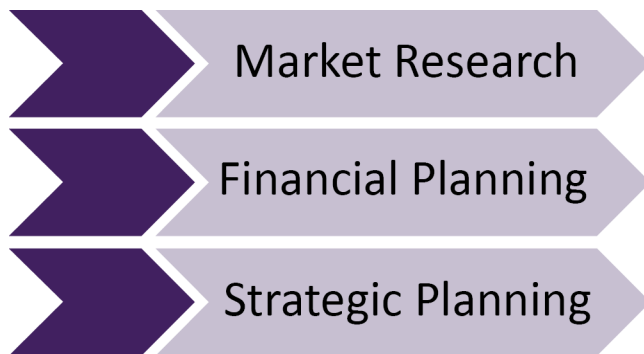 Market Research
Financial Planning
Strategic Planning